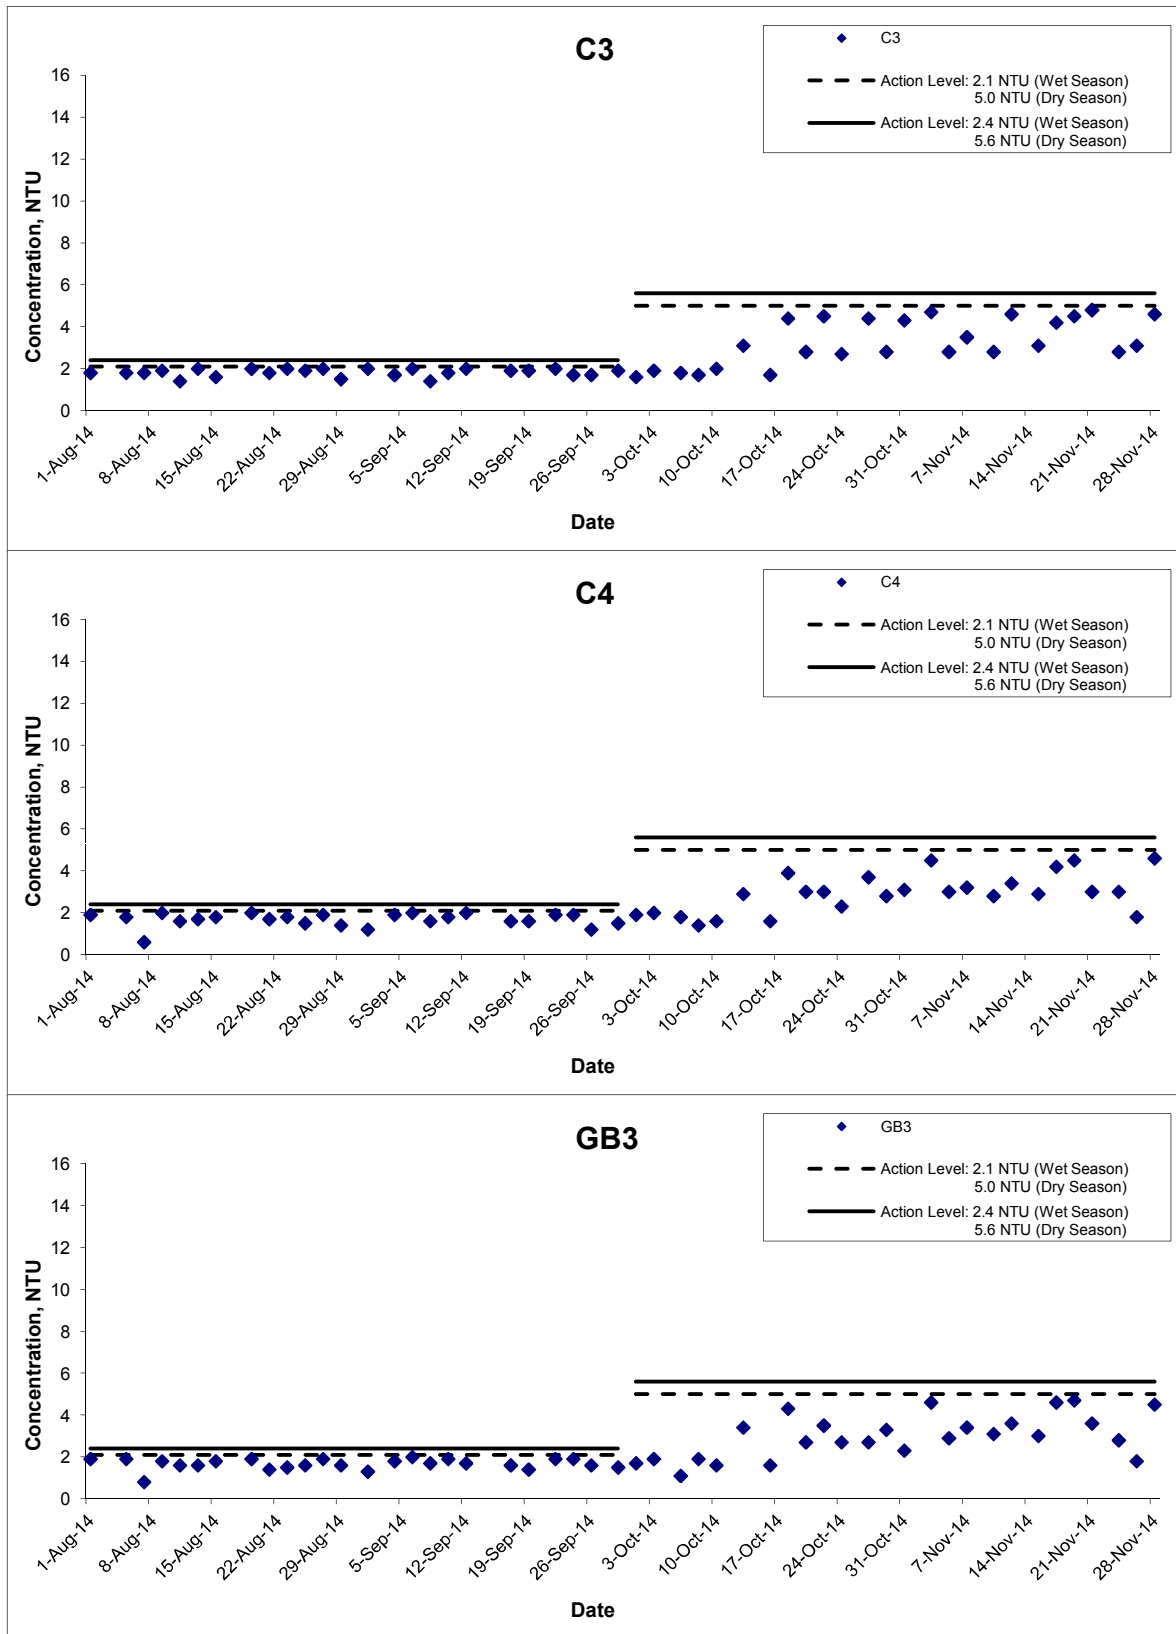 C3
C3
Action Level: 2.1 NTU (Wet Season)
5.0 NTU (Dry Season)
Action Level: 2.4 NTU (Wet Season)
5.6 NTU (Dry Season)
Concentration, NTU
16
14
12
10
8
6
4
2
0
1-Aug-14
8-Aug-14
15-Aug-14
22-Aug-14
29-Aug-14
5-Sep-14
12-Sep-14
19-Sep-14
26-Sep-14
3-Oct-14
10-Oct-14
17-Oct-14
24-Oct-14
31-Oct-14
7-Nov-14
14-Nov-14
21-Nov-14
28-Nov-14
Date
C4
C4
Action Level: 2.1 NTU (Wet Season)
5.0 NTU (Dry Season)
Action Level: 2.4 NTU (Wet Season)
5.6 NTU (Dry Season)
Concentration, NTU
16
14
12
10
8
6
4
2
0
1-Aug-14
8-Aug-14
15-Aug-14
22-Aug-14
29-Aug-14
5-Sep-14
12-Sep-14
19-Sep-14
26-Sep-14
3-Oct-14
10-Oct-14
17-Oct-14
24-Oct-14
31-Oct-14
7-Nov-14
14-Nov-14
21-Nov-14
28-Nov-14
Date
GB3
GB3
Action Level: 2.1 NTU (Wet Season)
5.0 NTU (Dry Season)
Action Level: 2.4 NTU (Wet Season)
5.6 NTU (Dry Season)
Concentration, NTU
16
14
12
10
8
6
4
2
0
1-Aug-14
8-Aug-14
15-Aug-14
22-Aug-14
29-Aug-14
5-Sep-14
12-Sep-14
19-Sep-14
26-Sep-14
3-Oct-14
10-Oct-14
17-Oct-14
24-Oct-14
31-Oct-14
7-Nov-14
14-Nov-14
21-Nov-14
28-Nov-14
Date